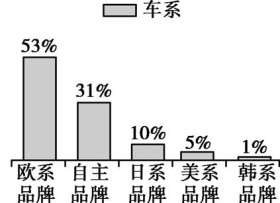 车系
53%
31%
10%
5%
1%
欧系 自主 日系 美系 韩系
品牌 品牌 品牌 品牌 品牌